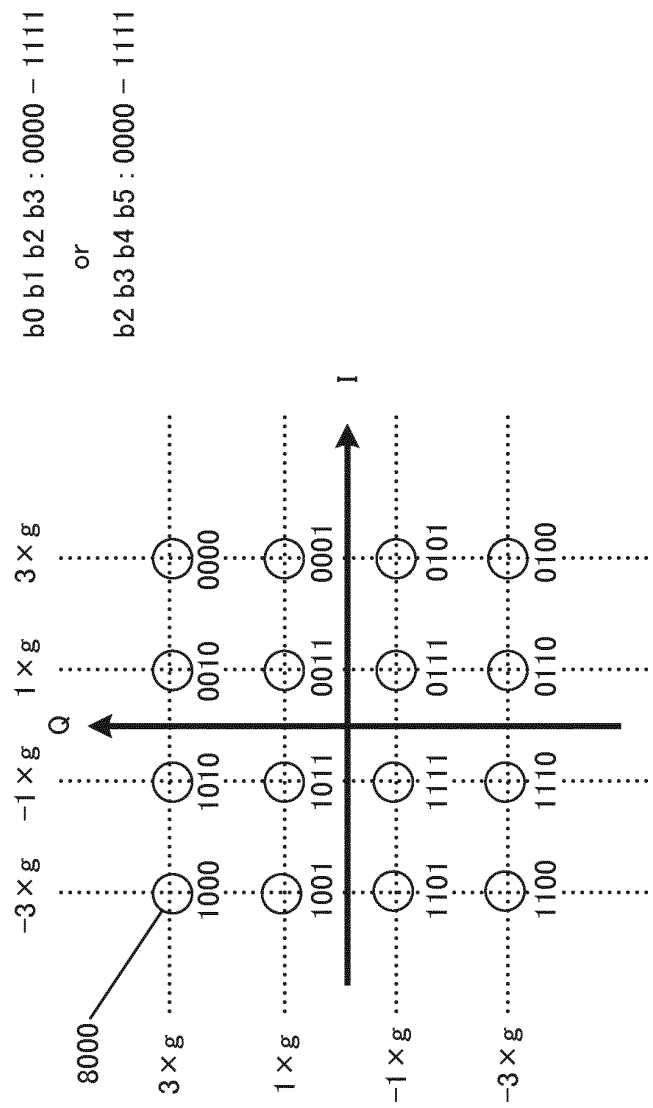 b0 b1 b2 b3 : 0000 − 1111
or
b2 b3 b4 b5 : 0000 − 1111
−3×g −1×g 1×g 3×g
Q
8000
3×g
1000 1010 0010 0000
1×g
1001 1011 0011 0001
I
−1×g
1101 1111 0111 0101
−3×g
1100 1110 0110 0100